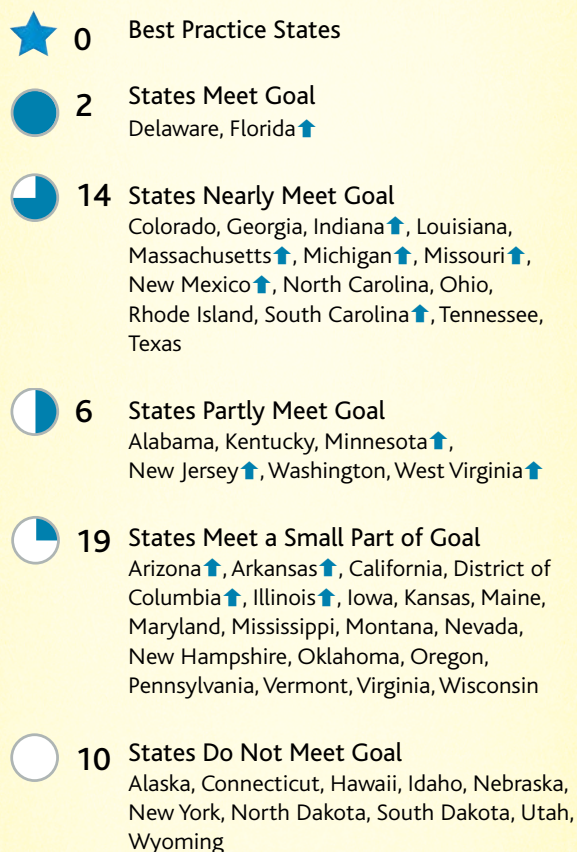 0 Best Practice States
2 States Meet Goal
Delaware, Florida⬆
14 States Nearly Meet Goal
Colorado, Georgia, Indiana⬆, Louisiana,
Massachusetts⬆, Michigan⬆, Missouri⬆,
New Mexico⬆, North Carolina, Ohio,
Rhode Island, South Carolina⬆, Tennessee,
Texas
6 States Partly Meet Goal
Alabama, Kentucky, Minnesota⬆,
New Jersey⬆, Washington, West Virginia⬆
19 States Meet a Small Part of Goal
Arizona⬆, Arkansas⬆, California, District of
Columbia⬆, Illinois⬆, Iowa, Kansas, Maine,
Maryland, Mississippi, Montana, Nevada,
New Hampshire, Oklahoma, Oregon,
Pennsylvania, Vermont, Virginia, Wisconsin
10 States Do Not Meet Goal
Alaska, Connecticut, Hawaii, Idaho, Nebraska,
New York, North Dakota, South Dakota, Utah,
Wyoming